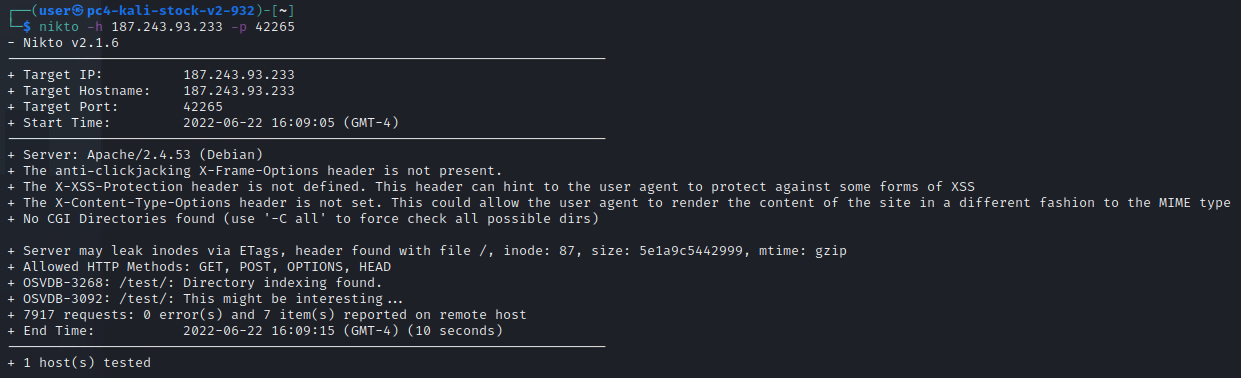 ┌──(user㉿pc4-kali-stock-v2-932)-[~]
└─$ nikto -h 187.243.93.233 -p 42265
- Nikto v2.1.6
---------------------------------------------------------------------------
+ Target IP:          187.243.93.233
+ Target Hostname:    187.243.93.233
+ Target Port:        42265
+ Start Time:         2022-06-22 16:09:05 (GMT-4)
---------------------------------------------------------------------------
+ Server: Apache/2.4.53 (Debian)
+ The anti-clickjacking X-Frame-Options header is not present.
+ The X-XSS-Protection header is not defined. This header can hint to the user agent to protect against some forms of XSS
+ The X-Content-Type-Options header is not set. This could allow the user agent to render the content of the site in a different fashion to the MIME type
+ No CGI Directories found (use '-C all' to force check all possible dirs)
+ Server may leak inodes via ETags, header found with file /, inode: 87, size: 5e1a9c5442999, mtime: gzip
+ Allowed HTTP Methods: GET, POST, OPTIONS, HEAD
+ OSVDB-3268: /test/: Directory indexing found.
+ OSVDB-3092: /test/: This might be interesting...
+ 7917 requests: 0 error(s) and 7 item(s) reported on remote host
+ End Time:           2022-06-22 16:09:15 (GMT-4) (10 seconds)
---------------------------------------------------------------------------
+ 1 host(s) tested